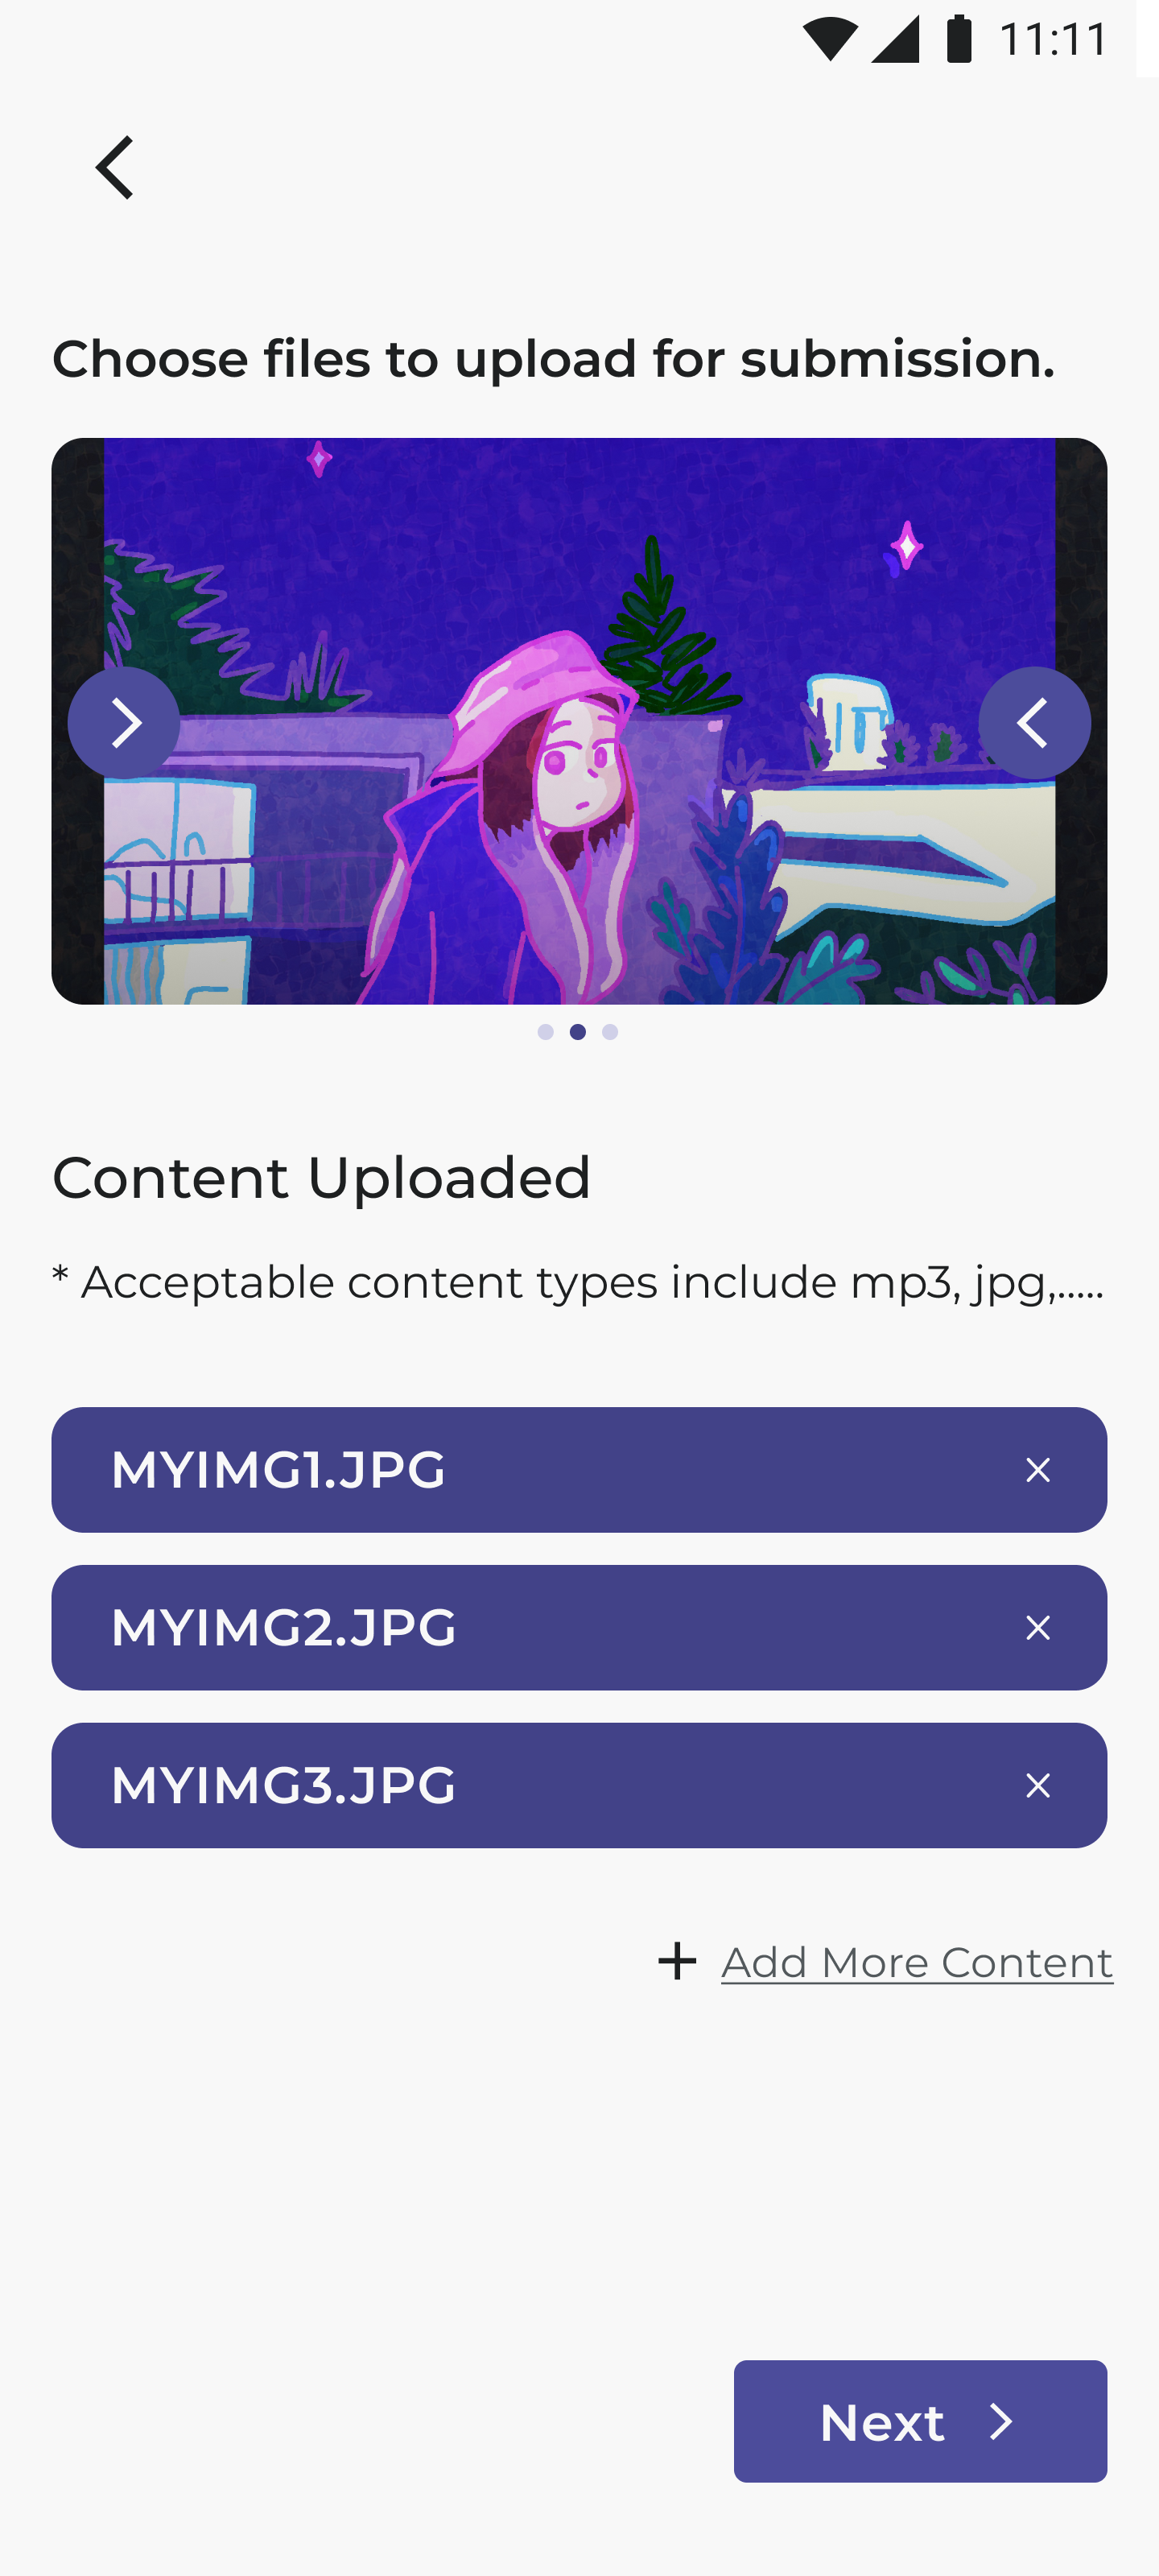 11:11
Choose files to upload for submission.
Content Uploaded
* Acceptable content types include mp3, jpg,.....
MYIMG1.JPG
MYIMG2.JPG
MYIMG3.JPG
Add More Content
Next